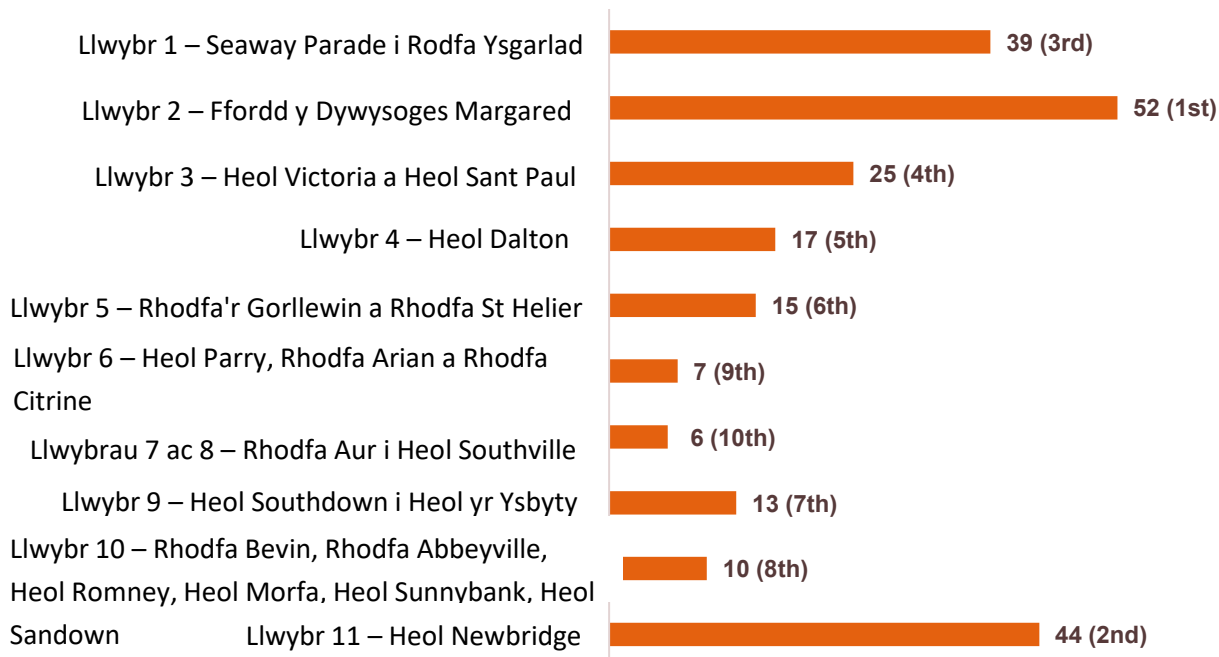 Llwybr 1 – Seaway Parade i Rodfa Ysgarlad
39 (3rd)
Llwybr 2 – Ffordd y Dywysoges Margared
52 (1st)
Llwybr 3 – Heol Victoria a Heol Sant Paul
25 (4th)
Llwybr 4 – Heol Dalton
17 (5th)
Llwybr 5 – Rhodfa'r Gorllewin a Rhodfa St Helier
15 (6th)
Llwybr 6 – Heol Parry, Rhodfa Arian a Rhodfa
Citrine
7 (9th)
Llwybrau 7 ac 8 – Rhodfa Aur i Heol Southville
6 (10th)
Llwybr 9 – Heol Southdown i Heol yr Ysbyty
13 (7th)
Llwybr 10 – Rhodfa Bevin, Rhodfa Abbeyville,
Heol Romney, Heol Morfa, Heol Sunnybank, Heol
Sandown
10 (8th)
Llwybr 11 – Heol Newbridge
44 (2nd)